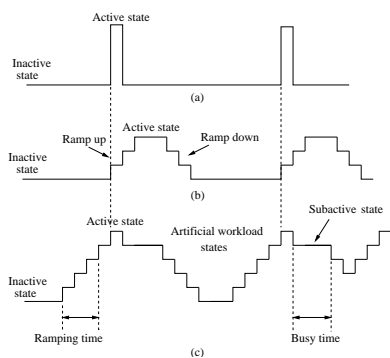 Active state
Inactive
state
(a)
Active state
Ramp up
Ramp down
Inactive
state
(b)
Subactive state
Active state
Artificial workload
states
Inactive
state
Ramping time
Busy time
(c)